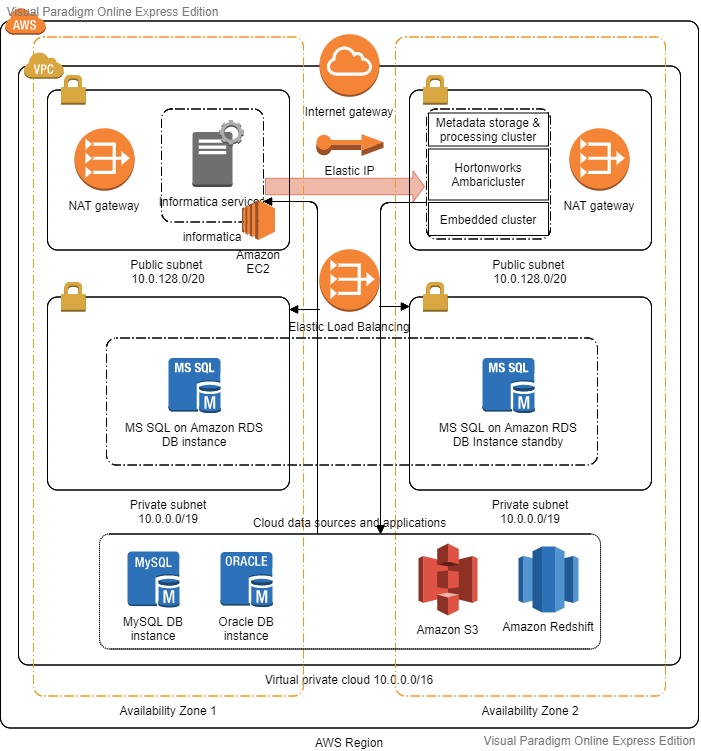 Visual Paradigm Online Express Edition
AWS
VPC
Internet gateway
Metadata storage &
processing cluster
Elastic IP
Hortonworks
Ambaricluster
NAT gateway
Informatica services
NAT gateway
Embedded cluster
informatica
Amazon
EC2
Public subnet
10.0.128.0/20
Public subnet
10.0.128.0/20
Elastic Load Balancing
MS SQL
M
MS SQL on Amazon RDS
DB instance
MS SQL
M
MS SQL on Amazon RDS
DB Instance standby
Private subnet
10.0.0.0/19
Private subnet
10.0.0.0/19
Cloud data sources and applications
MySQL
M
MySQL DB
instance
ORACLE
M
Oracle DB
instance
Amazon S3
Amazon Redshift
Virtual private cloud 10.0.0.0/16
Availability Zone 1
Availability Zone 2
AWS Region
Visual Paradigm Online Express Edition